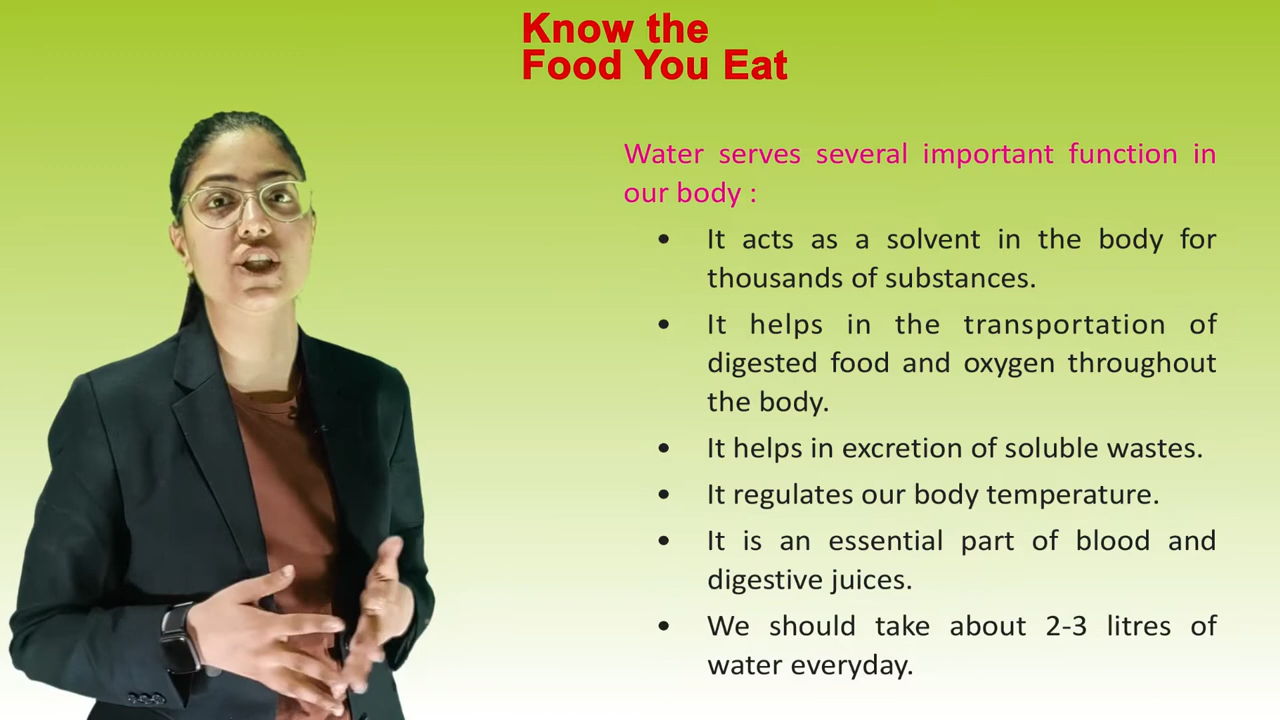 Know the
Food You Eat
Water serves several important function in
our body :
• It acts as a solvent in the body for
thousands of substances.
• It helps in the transportation of
digested food and oxygen throughout
the body.
• It helps in excretion of soluble wastes.
• It regulates our body temperature.
• It is an essential part of blood and
digestive juices.
• We should take about 2-3 litres of
water everyday.